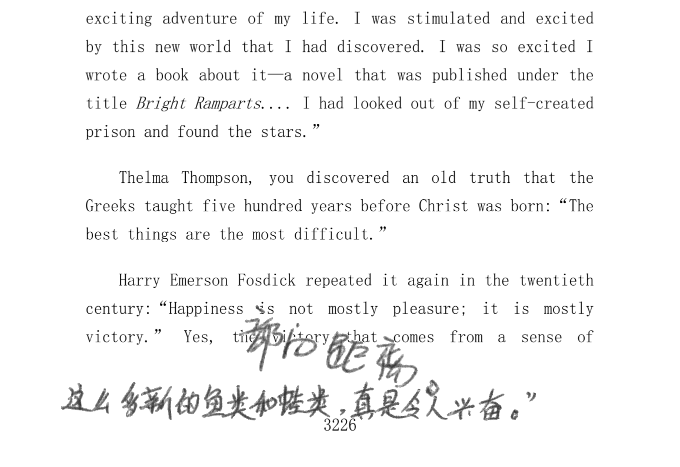 exciting adventure of my life. I was stimulated and excited
by this new world that I had discovered. I was so excited I
wrote a book about it—a novel that was published under the
title Bright Ramparts.... I had looked out of my self-created
prison and found the stars.”
Thelma Thompson, you discovered an old truth that the
Greeks taught five hundred years before Christ was born:“The
best things are the most difficult.”
Harry Emerson Fosdick repeated it again in the twentieth
century:“Happiness is not mostly pleasure; it is mostly
victory.” Yes, the victory that comes from a sense of
这么多新的鱼类和蛙类，真是令人兴奋。”
3226